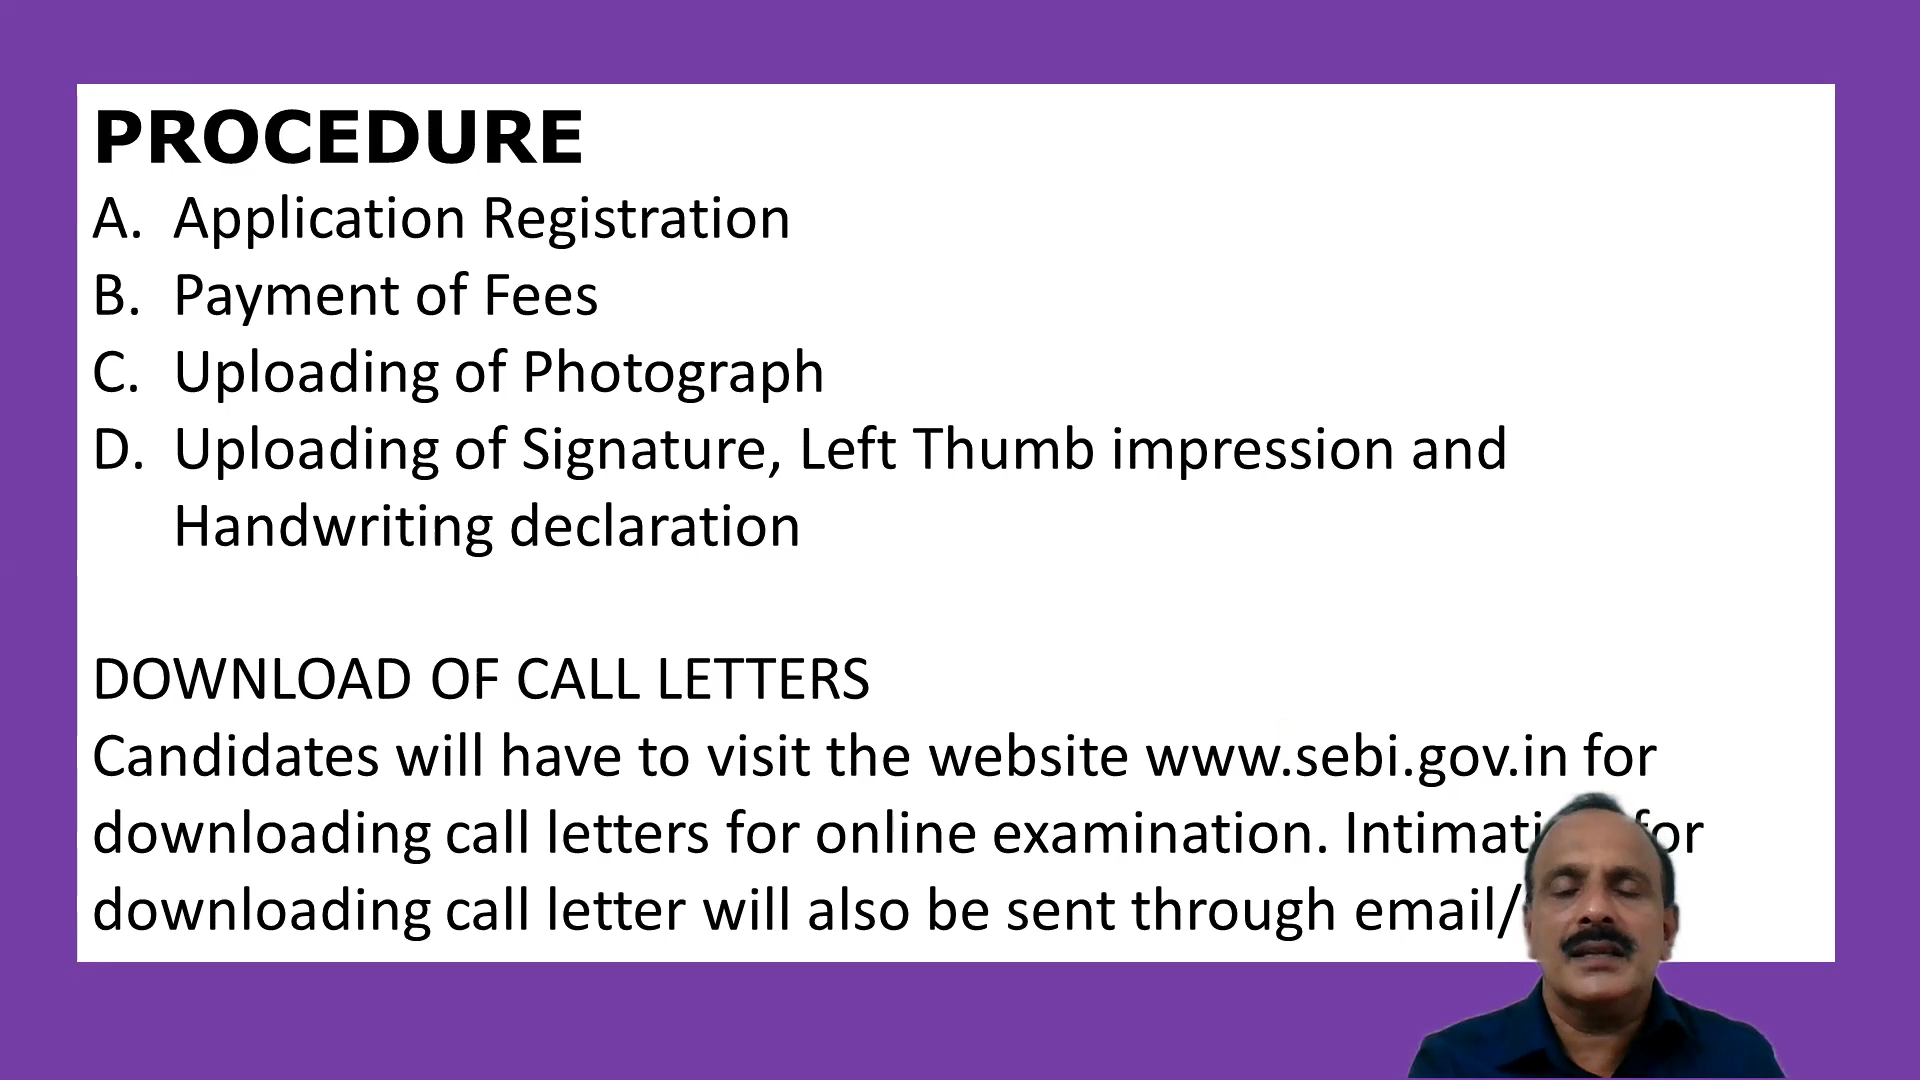 PROCEDURE
A. Application Registration
B. Payment of Fees
C. Uploading of Photograph
D. Uploading of Signature, Left Thumb impression and
Handwriting declaration
DOWNLOAD OF CALL LETTERS
Candidates will have to visit the website www.sebi.gov.in for
downloading call letters for online examination. for
downloading call letter will also be sent through email/